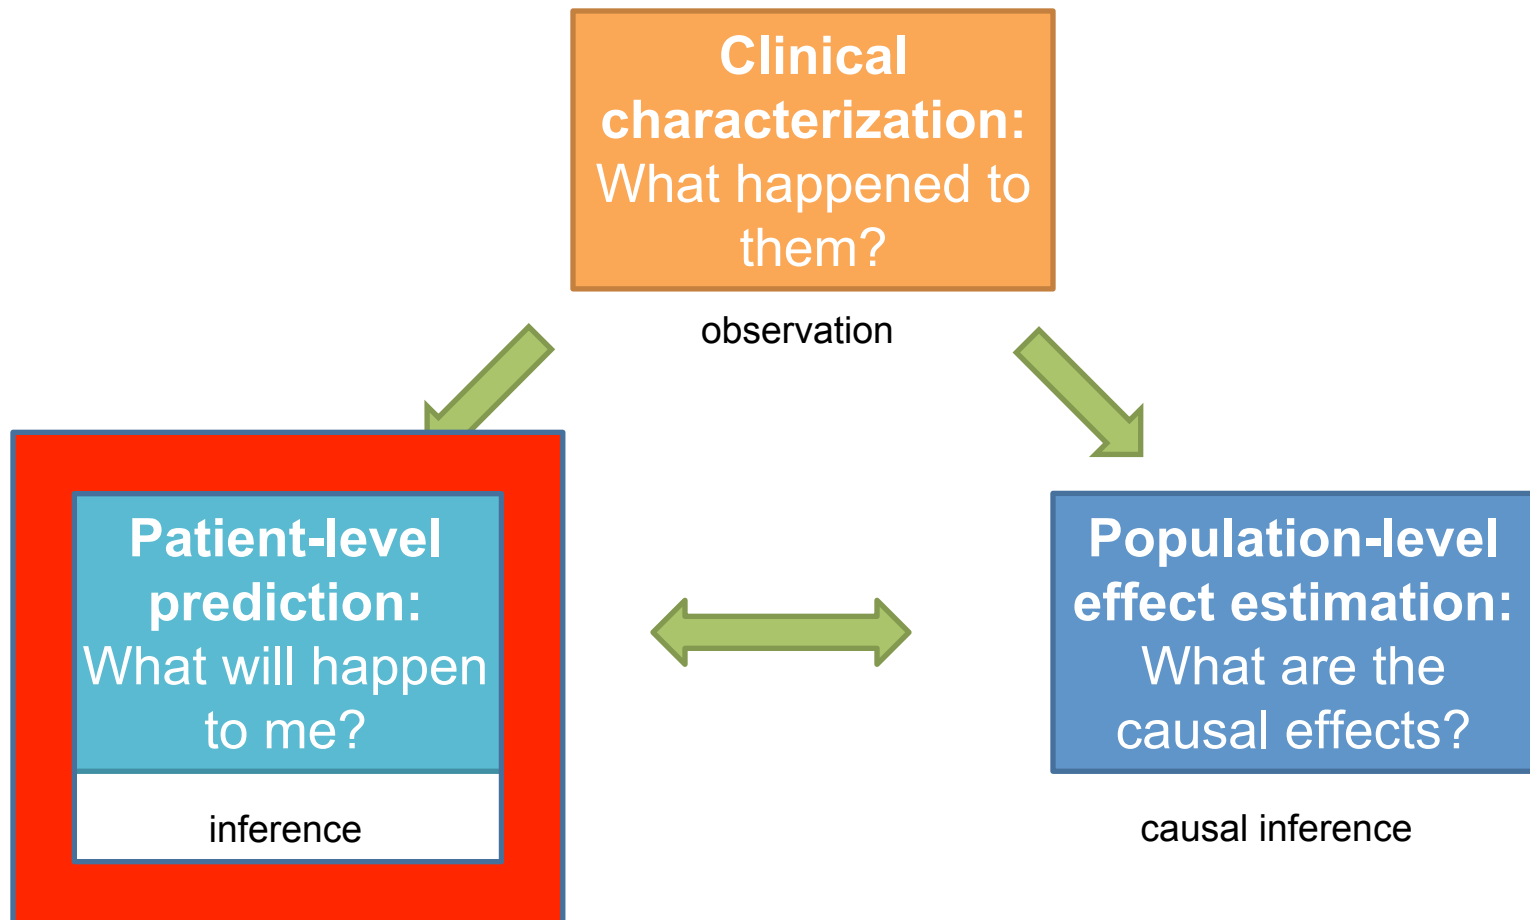 Clinical
characterization:
What happened to
them?
observation
Patient-level
prediction:
What will happen
to me?
inference
Population-level
effect estimation:
What are the
causal effects?
causal inference